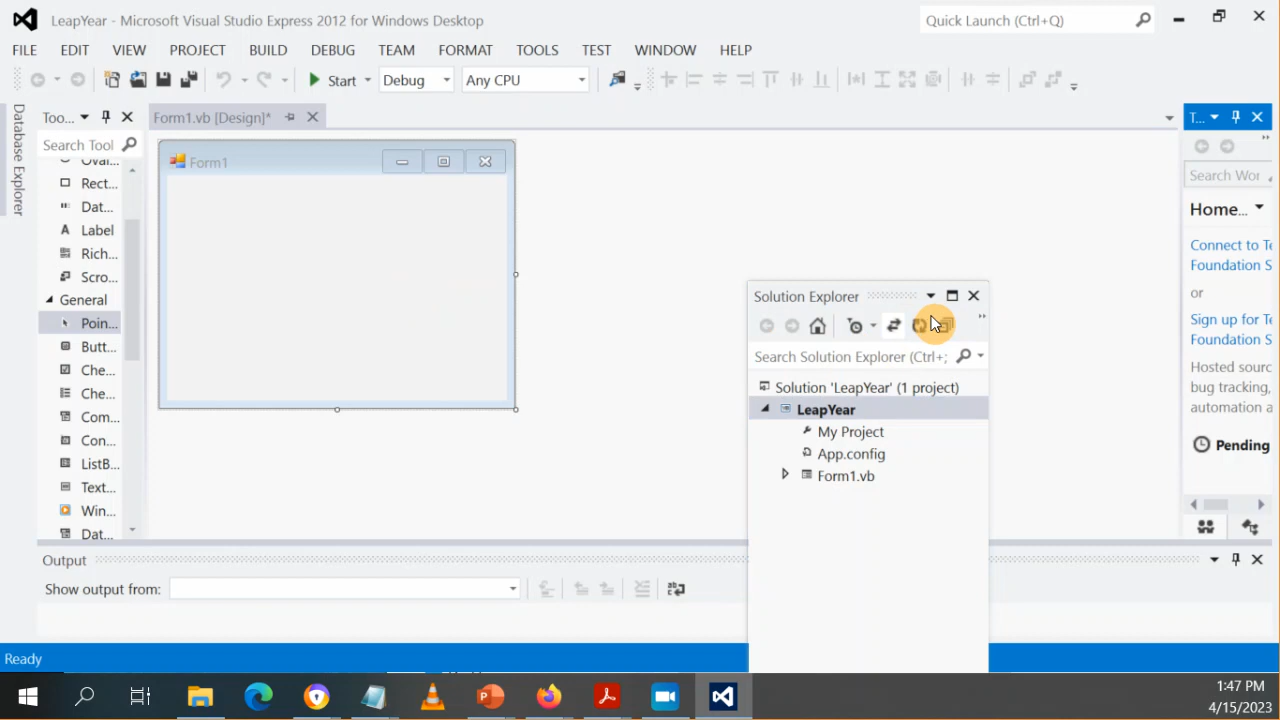 LeapYear - Microsoft Visual Studio Express 2012 for Windows Desktop
Quick Launch (Ctrl+Q)
FILE EDIT VIEW PROJECT BUILD DEBUG TEAM FORMAT TOOLS TEST WINDOW HELP
Start Debug Any CPU
Database Explorer
Too...
Form1.vb [Design]*
T...
Search Tool
Search Wor
Oval...
Rect...
Dat...
Label
Rich...
Scro...
General
Poin...
Butt...
Che...
Che...
Com...
Con...
ListB...
Text...
Win...
Dat...
Form1
Solution Explorer
Search Solution Explorer (Ctrl+;
Solution 'LeapYear' (1 project)
LeapYear
My Project
App.config
Form1.vb
Home...
Connect to Te
Foundation S
or
Sign up for Te
Foundation S
Hosted sourc
bug tracking,
automation a
Pending
Output
Show output from:
Ready
1:47 PM
4/15/2023